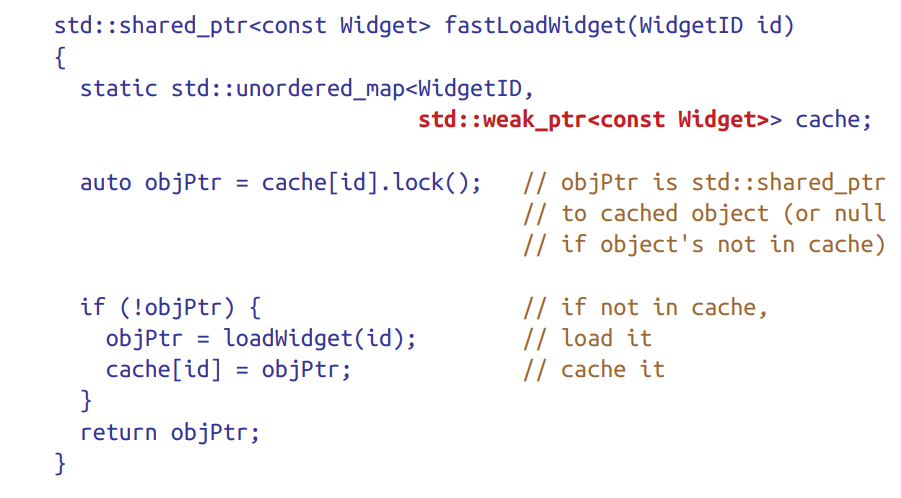 std::shared_ptr<const Widget> fastLoadWidget(WidgetID id)
{
static std::unordered_map<WidgetID,
std::weak_ptr<const Widget>> cache;
auto objPtr = cache[id].lock(); // objPtr is std::shared_ptr
// to cached object (or null
// if object's not in cache)
if (!objPtr) { // if not in cache,
objPtr = loadWidget(id); // load it
cache[id] = objPtr; // cache it
}
return objPtr;
}